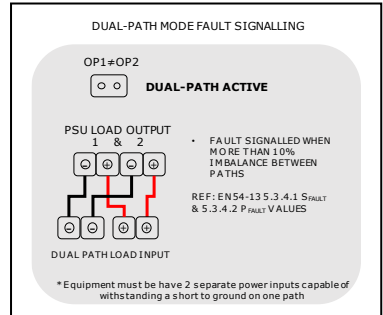 DUAL-PATH MODE FAULT SIGNALLING
OP1≠OP2
DUAL-PATH ACTIVE
PSU LOAD OUTPUT
1 & 2
• FAULT SIGNALLED WHEN
MORE THAN 10%
IMBALANCE BETWEEN
PATHS
REF: EN54-13 5.3.4.1 SFAULT
& 5.3.4.2 PFAULT VALUES
DUAL PATH LOAD INPUT
*Equipment must be have 2 separate power inputs capable of
withstanding a short to ground on one path